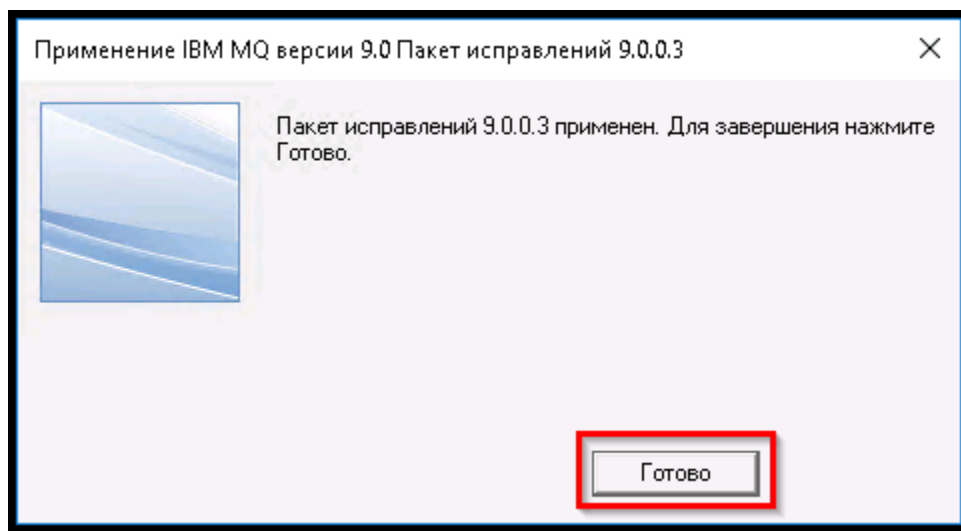 Применение IBM MQ версии 9.0 Пакет исправлений 9.0.0.3
Пакет исправлений 9.0.0.3 применен. Для завершения нажмите
Готово.
Готово